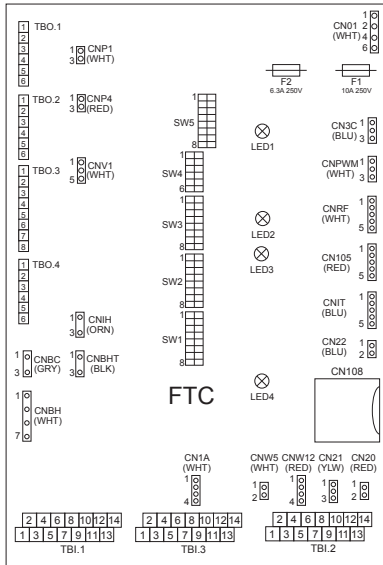 TBO.1
1
2
3
4
5
6
CNP1
(WHT)
1
3
TBO.2
1
2
3
4
5
6
CNP4
(RED)
1
3
TBO.3
1
2
3
4
5
6
7
8
CNV1
(WHT)
1
5
TBO.4
1
2
3
4
5
6
CNIH
(ORN)
1
3
CNBC
(GRY)
1
3
CNBHT
(BLK)
1
3
CNBH
(WHT)
1
7
SW5
1
8
SW4
1
6
SW3
1
8
SW2
1
8
SW1
1
8
FTC
LED1
LED2
LED3
LED4
F2
6.3A 250V
F1
10A 250V
CN01
(WHT)
1
2
4
6
CN3C
(BLU)
1
3
CNPWM
(WHT)
1
3
CNRF
(WHT)
1
5
CN105
(RED)
1
5
CNIT
(BLU)
1
5
CN22
(BLU)
1
2
CN108
CN1A
(WHT)
1
4
CNW5
(WHT)
1
2
CNW12
(RED)
1
4
CN21
(YLW)
1
3
CN20
(RED)
1
2
2 4 6 8 10 12 14
1 3 5 7 9 11 13
TBI.1
2 4 6 8 10 12 14
1 3 5 7 9 11 13
TBI.3
2 4 6 8 10 12 14
1 3 5 7 9 11 13
TBI.2